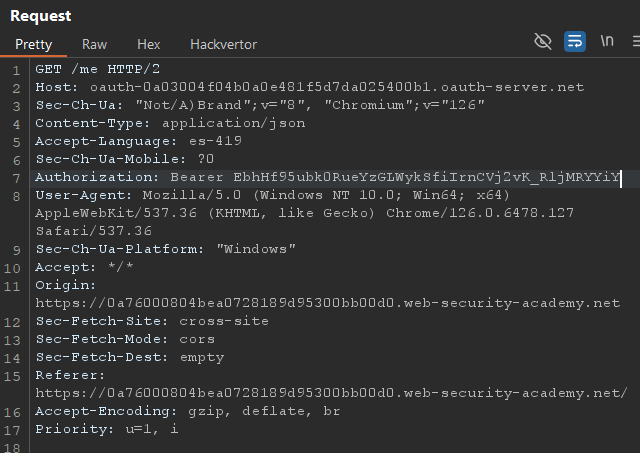 Request
Pretty Raw Hex Hackvertor \n
1 GET /me HTTP/2
2 Host: oauth-0a03004f04b0a0e481f5d7da025400b1.oauth-server.net
3 Sec-Ch-Ua: "Not/A)Brand";v="8", "Chromium";v="126"
4 Content-Type: application/json
5 Accept-Language: es-419
6 Sec-Ch-Ua-Mobile: ?0
7 Authorization: Bearer EbhHf95ubk0RueYzGLWykSfiIrnCVj2vK_RljMRYYiY
8 User-Agent: Mozilla/5.0 (Windows NT 10.0; Win64; x64)
AppleWebKit/537.36 (KHTML, like Gecko) Chrome/126.0.6478.127
Safari/537.36
9 Sec-Ch-Ua-Platform: "Windows"
10 Accept: */*
11 Origin:
https://0a76000804bea0728189d95300bb00d0.web-security-academy.net
12 Sec-Fetch-Site: cross-site
13 Sec-Fetch-Mode: cors
14 Sec-Fetch-Dest: empty
15 Referer:
https://0a76000804bea0728189d95300bb00d0.web-security-academy.net/
16 Accept-Encoding: gzip, deflate, br
17 Priority: u=1, i
18